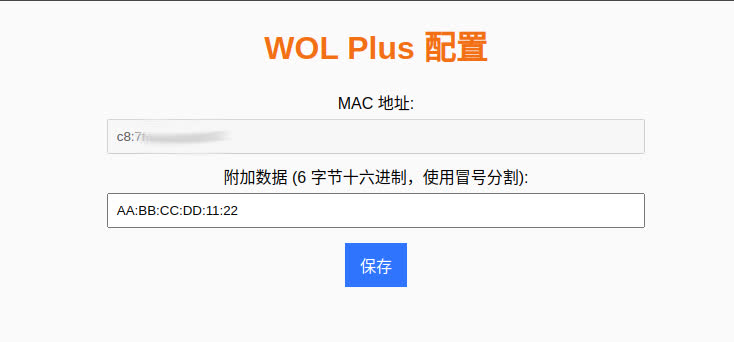 WOL Plus 配置
MAC 地址:
c8:7
附加数据 (6 字节十六进制，使用冒号分割):
AA:BB:CC:DD:11:22
保存